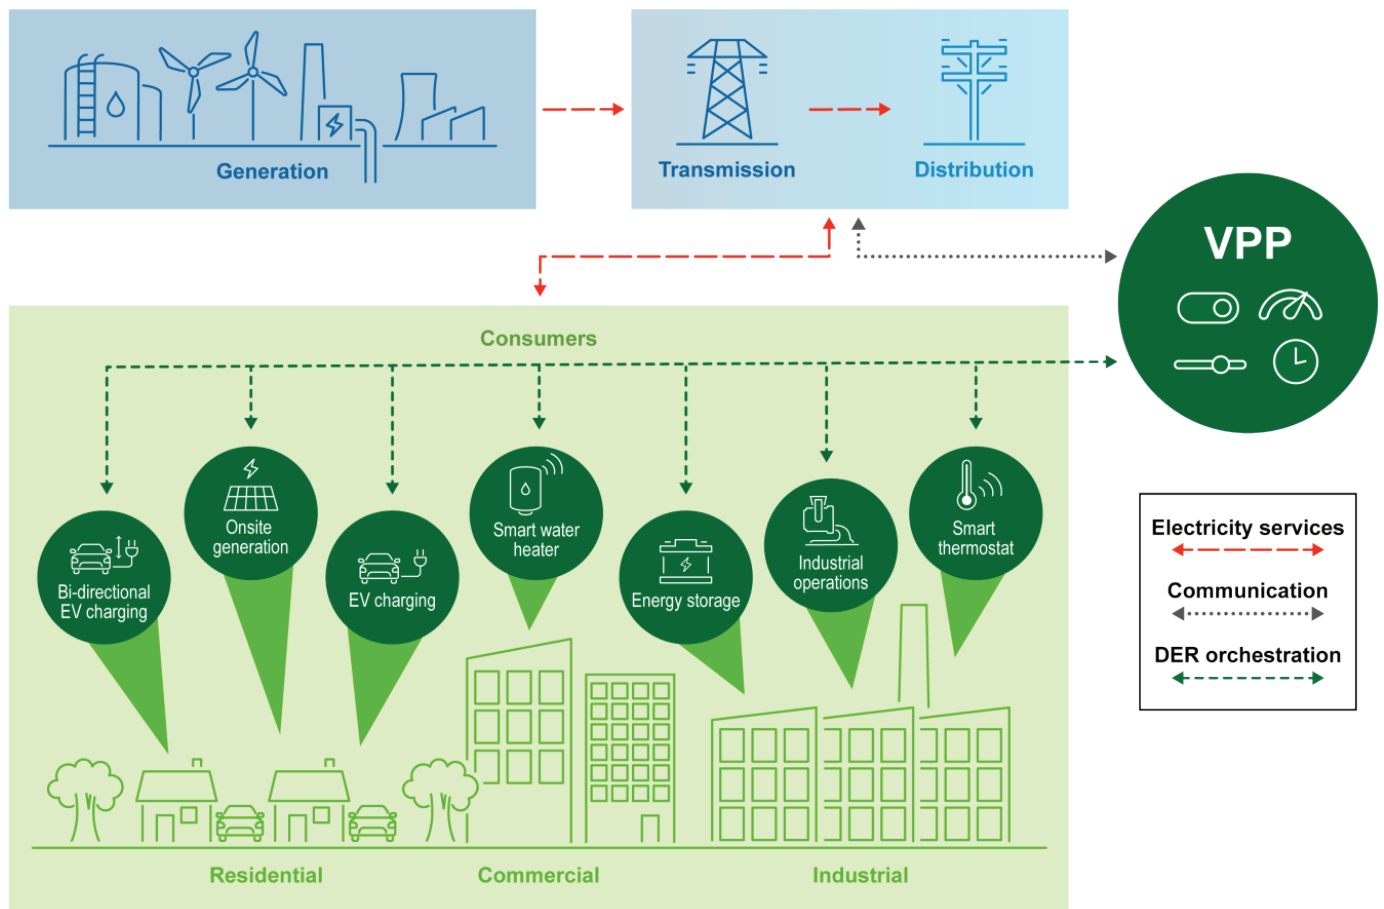 Generation
Transmission
Distribution
VPP
Consumers
Bi-directional
EV charging
Onsite
generation
EV charging
Smart water
heater
Energy storage
Industrial
operations
Smart
thermostat
Electricity services
Communication
DER orchestration
Residential
Commercial
Industrial